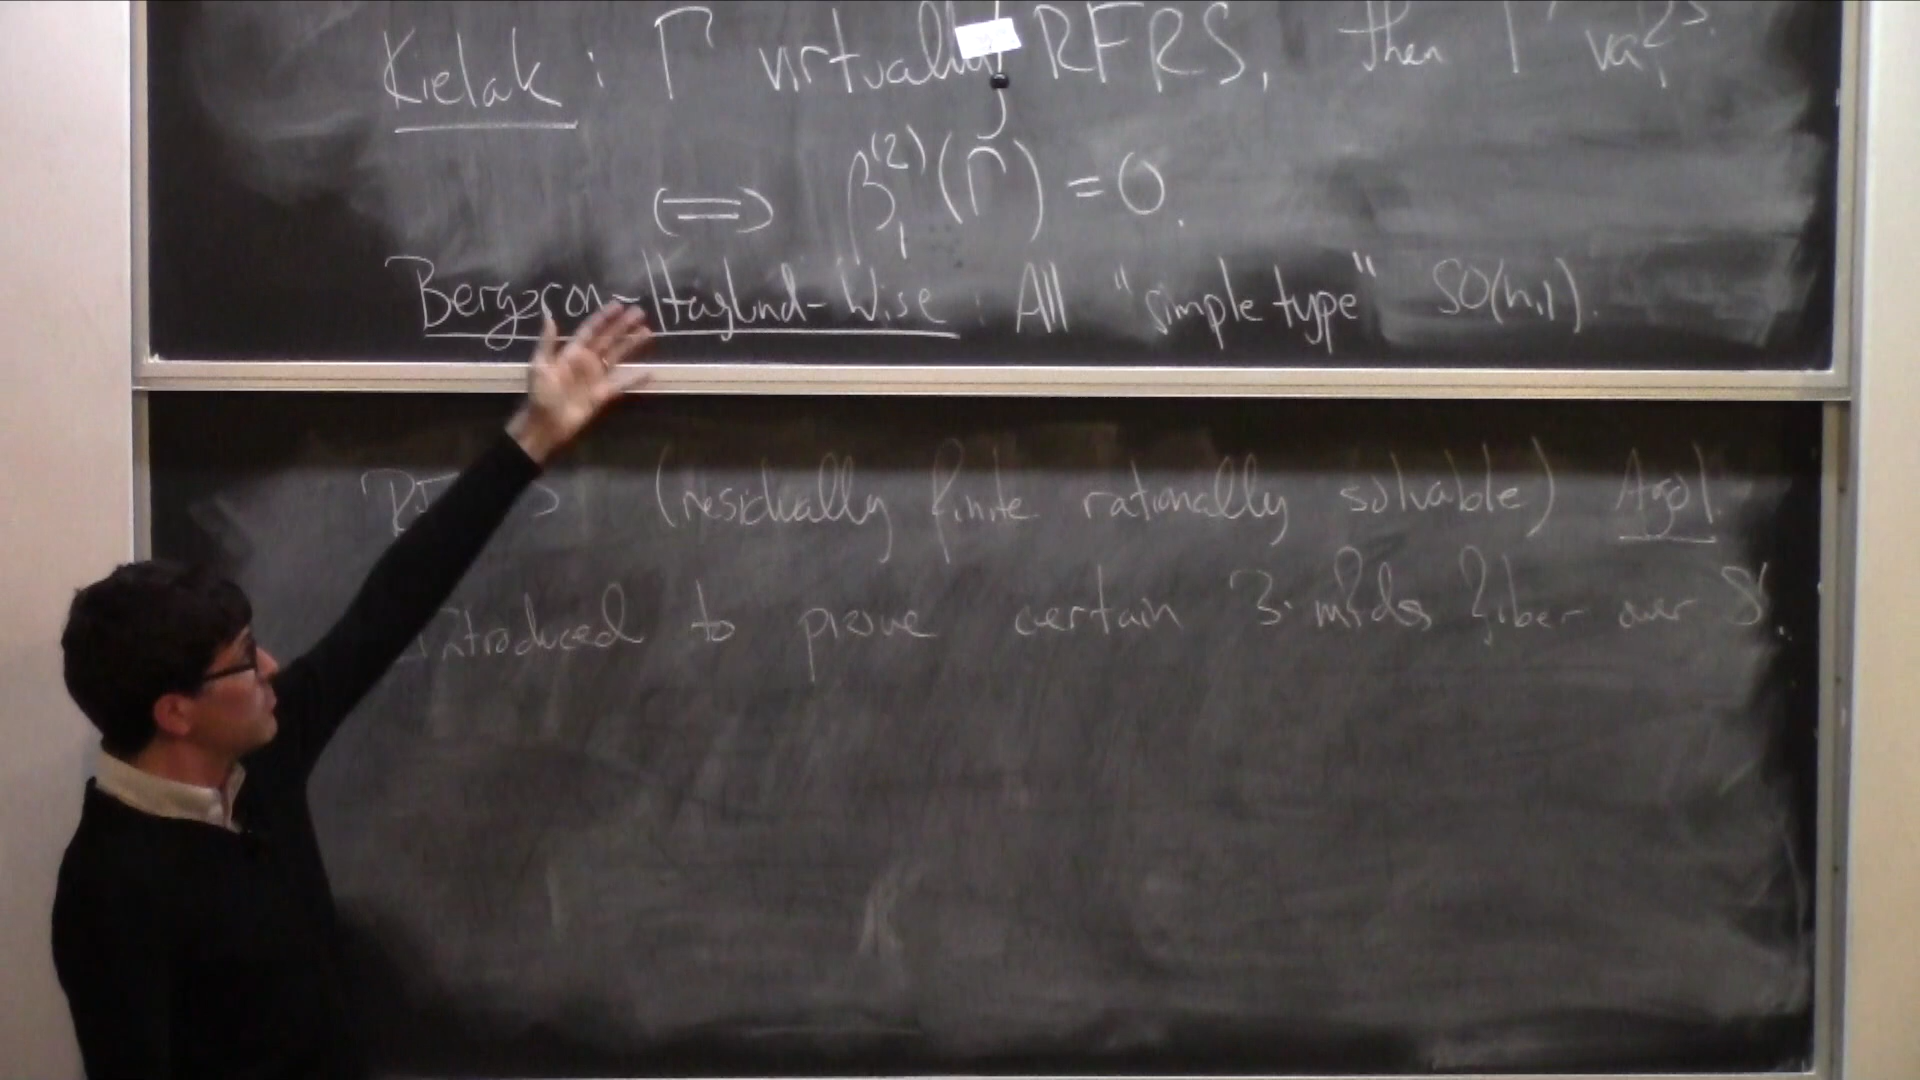 Kielak : Γ virtually RFRS, then Γ
⟺ β₁⁽²⁾(Γ) = 0.
Bergeron-Haglund-Wise : All "simple type" SO(n,1).
(residually finite rationally solvable) Agol.
Introduced to prove certain 3-mflds fiber over S¹.